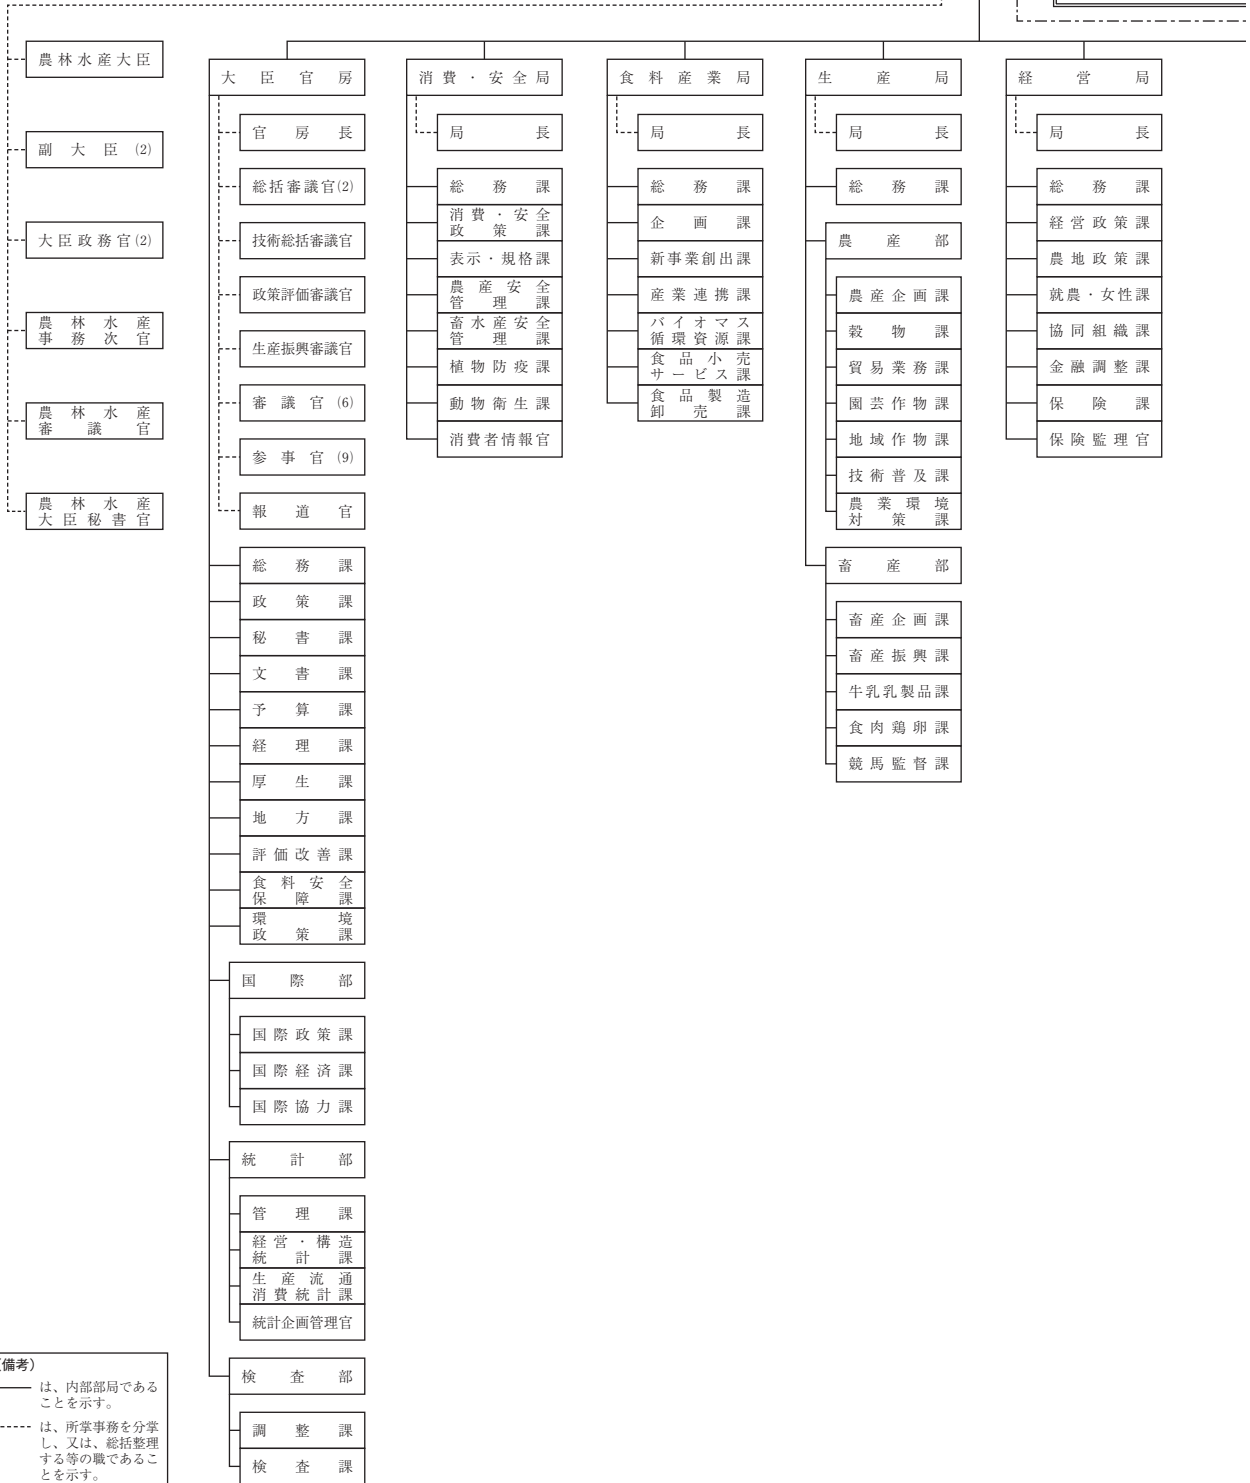 農林水産大臣
副大臣(2)
大臣政務官(2)
農林水産
事務次官
農林水産
審議官
農林水産
大臣秘書官
大臣官房
官房長
総括審議官(2)
技術総括審議官
政策評価審議官
生産振興審議官
審議官(6)
参事官(9)
報道官
総務課
政策課
秘書課
文書課
予算課
経理課
厚生課
地方課
評価改善課
食料安全
保障課
環境
政策課
国際部
国際政策課
国際経済課
国際協力課
統計部
管理課
経営・構造
統計課
生産流通
消費統計課
統計企画管理官
検査部
調整課
検査課
消費・安全局
局長
総務課
消費・安全
政策課
表示・規格課
農産安全
管理課
畜水産安全
管理課
植物防疫課
動物衛生課
消費者情報官
食料産業局
局長
総務課
企画課
新事業創出課
産業連携課
バイオマス
循環資源課
食品小売
サービス課
食品製造
卸売課
生産局
局長
総務課
農産部
農産企画課
穀物課
貿易業務課
園芸作物課
地域作物課
技術普及課
農業環境
対策課
畜産部
畜産企画課
畜産振興課
牛乳乳製品課
食肉鶏卵課
競馬監督課
経営局
局長
総務課
経営政策課
農地政策課
就農・女性課
協同組織課
金融調整課
保険課
保険監理官
(備考)
は、内部部局である
ことを示す。
は、所掌事務を分掌
し、又は、総括整理
する等の職であるこ
とを示す。